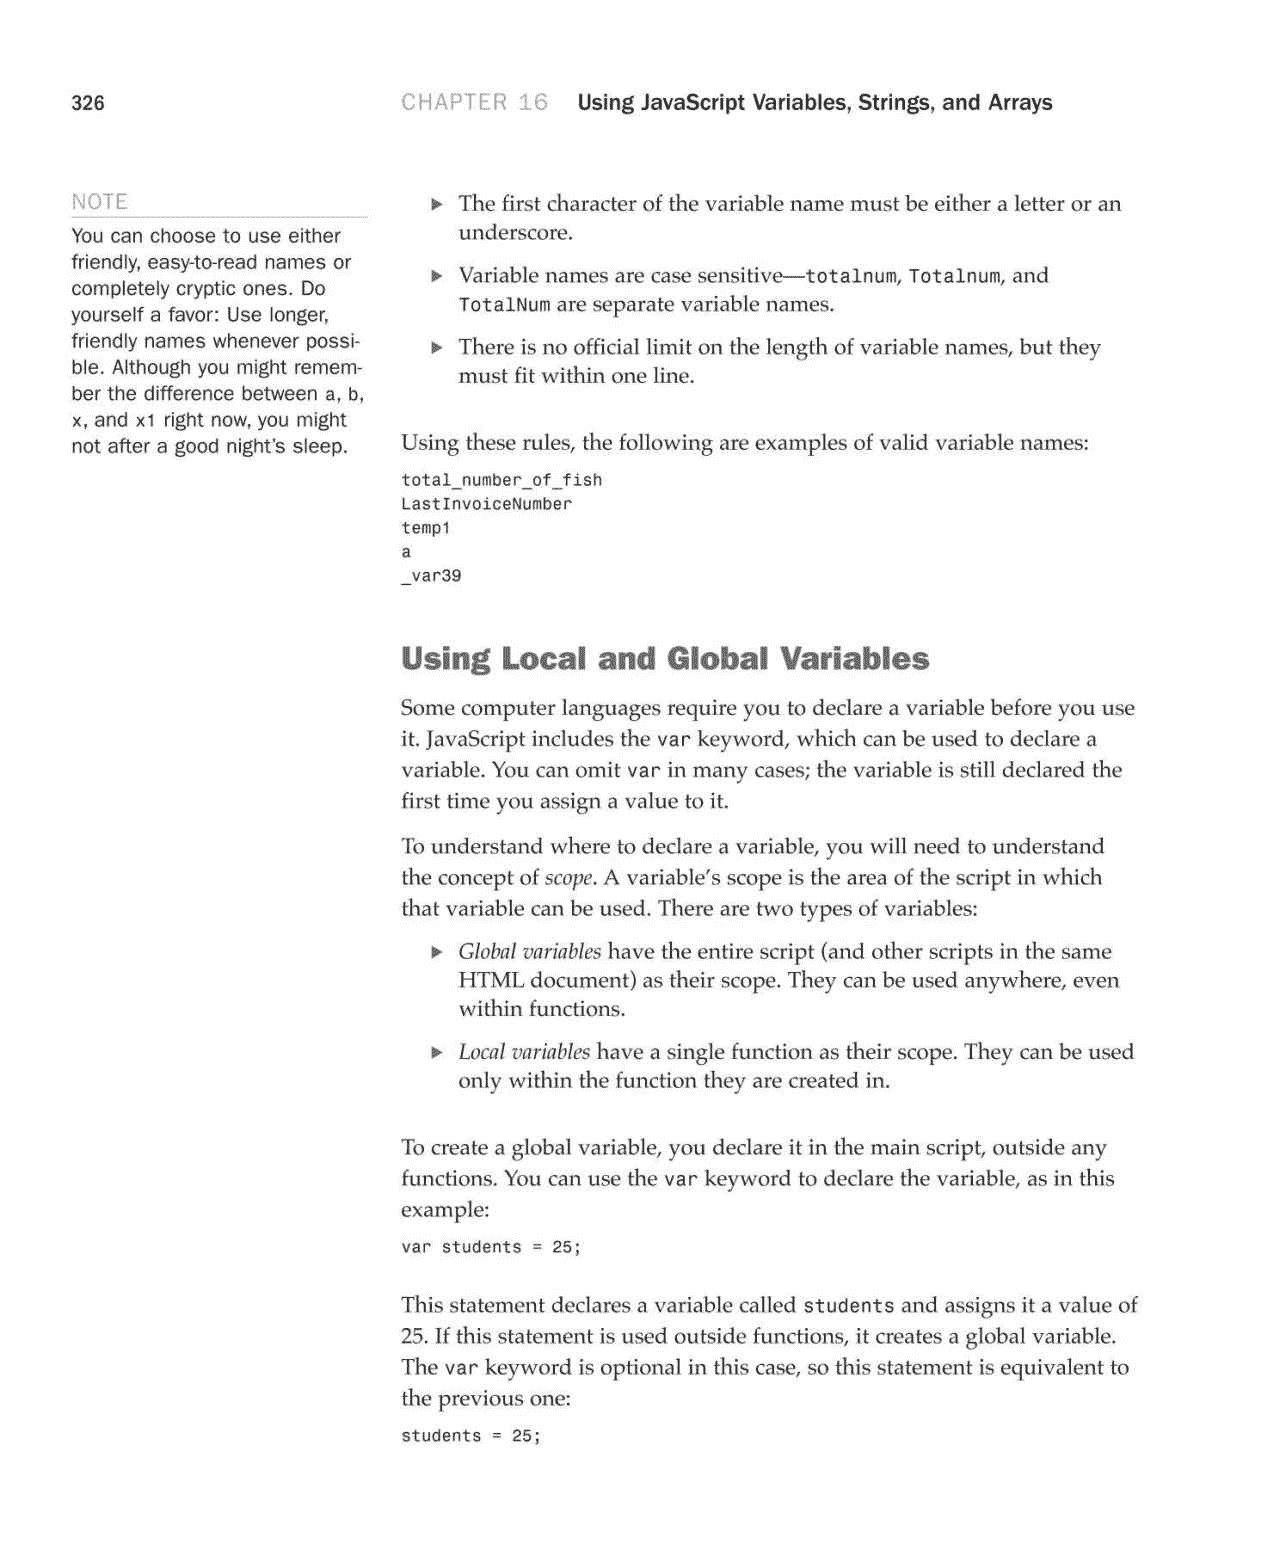 326
CHAPTER 16 Using JavaScript Variables, Strings, and Arrays
NOTE
You can choose to use either
friendly, easy-to-read names or
completely cryptic ones. Do
yourself a favor: Use longer,
friendly names whenever possi-
ble. Although you might remem-
ber the difference between a, b,
x, and x1 right now, you might
not after a good night's sleep.
▶ The first character of the variable name must be either a letter or an
underscore.
▶ Variable names are case sensitive—totalnum, Totalnum, and
TotalNum are separate variable names.
▶ There is no official limit on the length of variable names, but they
must fit within one line.
Using these rules, the following are examples of valid variable names:
total_number_of_fish
LastInvoiceNumber
temp1
a
_var39
Using Local and Global Variables
Some computer languages require you to declare a variable before you use
it. JavaScript includes the var keyword, which can be used to declare a
variable. You can omit var in many cases; the variable is still declared the
first time you assign a value to it.
To understand where to declare a variable, you will need to understand
the concept of scope. A variable's scope is the area of the script in which
that variable can be used. There are two types of variables:
▶ Global variables have the entire script (and other scripts in the same
HTML document) as their scope. They can be used anywhere, even
within functions.
▶ Local variables have a single function as their scope. They can be used
only within the function they are created in.
To create a global variable, you declare it in the main script, outside any
functions. You can use the var keyword to declare the variable, as in this
example:
var students = 25;
This statement declares a variable called students and assigns it a value of
25. If this statement is used outside functions, it creates a global variable.
The var keyword is optional in this case, so this statement is equivalent to
the previous one:
students = 25;